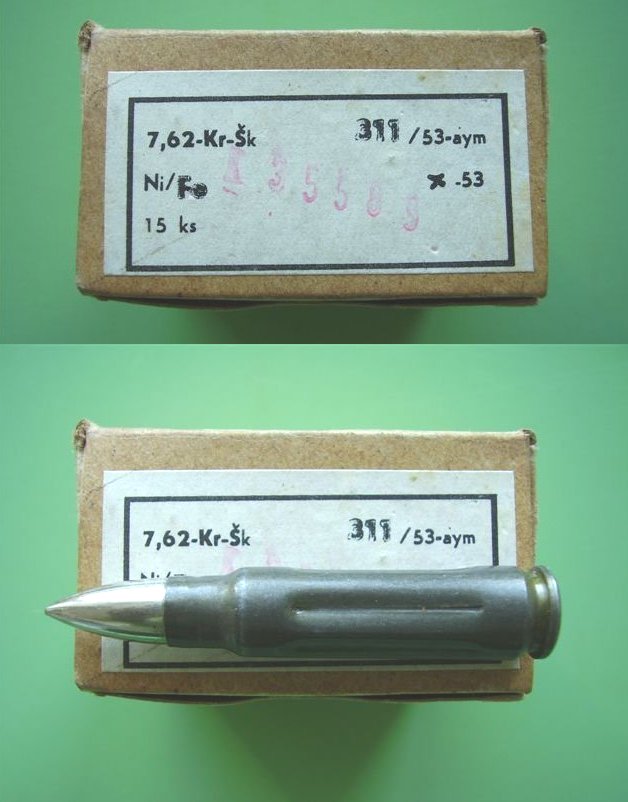 7,62-Kr-Šk 311 /53-aym
Ni/Fe x -53
15 ks
7,62-Kr-Šk 311 /53-aym